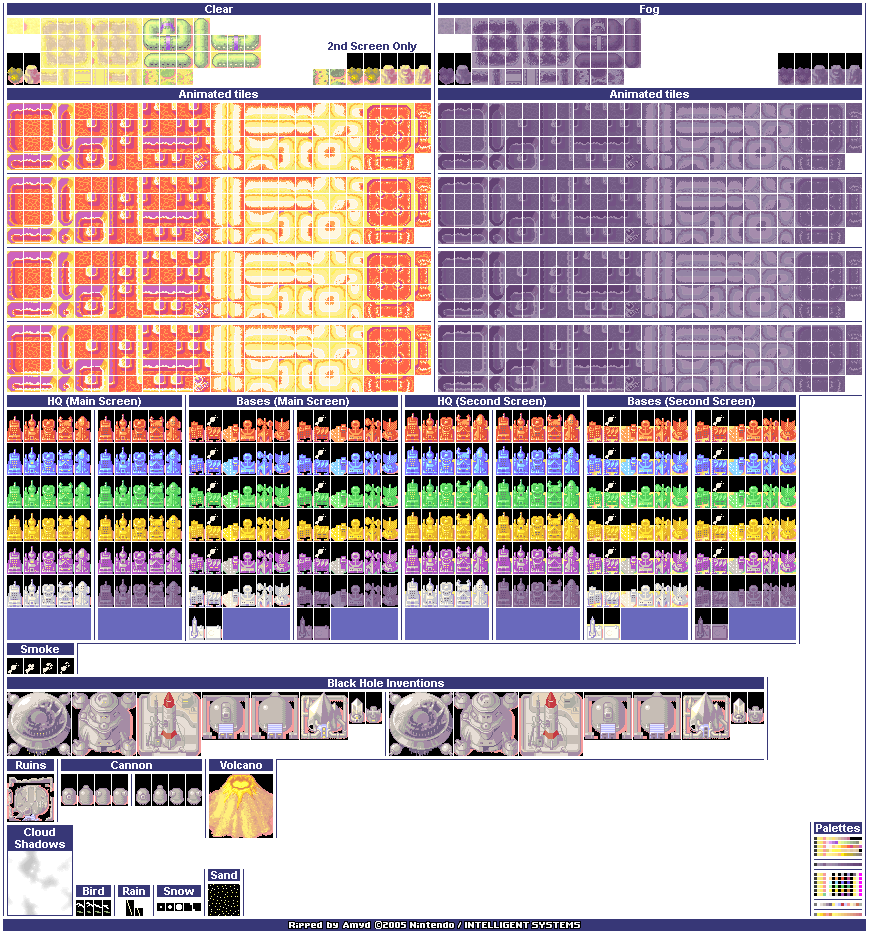 Clear
Fog
2nd Screen Only
Animated tiles
Animated tiles
HQ (Main Screen)
Bases (Main Screen)
HQ (Second Screen)
Bases (Second Screen)
Smoke
Black Hole Inventions
Ruins
Cannon
Volcano
Cloud
Shadows
Palettes
Bird
Rain
Snow
Sand
Ripped by Amyd ©2005 Nintendo / INTELLIGENT SYSTEMS